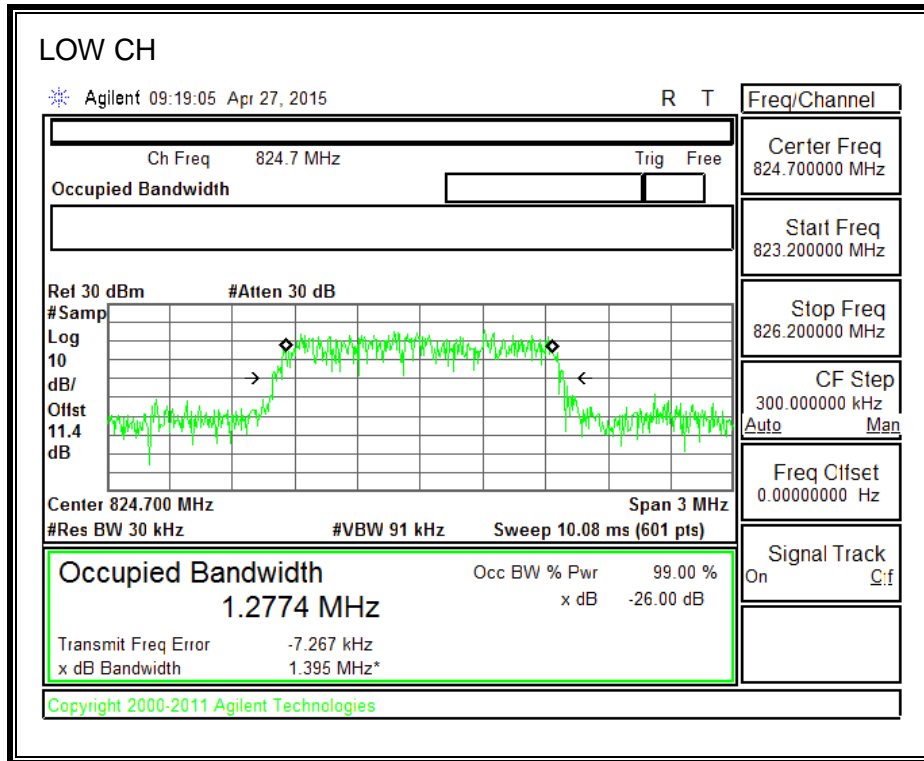 LOW CH
Agilent 09:19:05 Apr 27, 2015 R T
Freq/Channel
Ch Freq 824.7 MHz Trig Free
Occupied Bandwidth
Center Freq
824.700000 MHz
Start Freq
823.200000 MHz
Stop Freq
826.200000 MHz
CF Step
300.000000 kHz
Auto Man
Freq Offset
0.00000000 Hz
Signal Track
On Off
Ref 30 dBm #Atten 30 dB
#Samp
Log
10
dB/
Offst
11.4
dB
Center 824.700 MHz Span 3 MHz
#Res BW 30 kHz #VBW 91 kHz Sweep 10.08 ms (601 pts)
Occupied Bandwidth
1.2774 MHz
Occ BW % Pwr 99.00 %
x dB -26.00 dB
Transmit Freq Error -7.267 kHz
x dB Bandwidth 1.395 MHz*
Copyright 2000-2011 Agilent Technologies